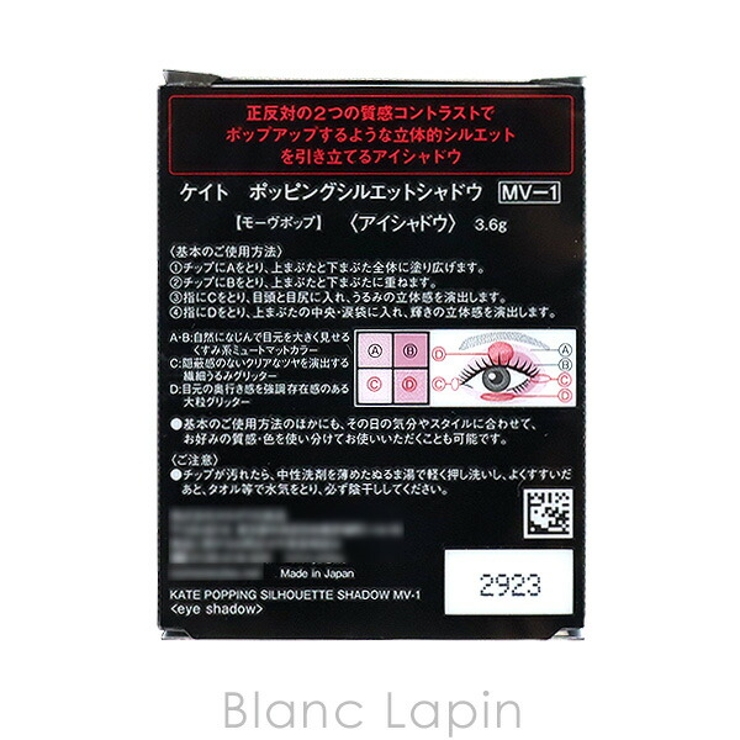 正反対の2つの質感コントラストで
ポップアップするような立体的シルエット
を引き立てるアイシャドウ
ケイト ポッピングシルエットシャドウ MV-1
【モーヴポップ】 〈アイシャドウ〉 3.6g
〈基本のご使用方法〉
①チップにAをとり、上まぶたと下まぶた全体に塗り広げます。
②チップにBをとり、上まぶたと下まぶたに重ねます。
③指にCをとり、目頭と目尻に入れ、うるみの立体感を演出します。
④指にDをとり、上まぶたの中央・涙袋に入れ、輝きの立体感を演出します。
A・B:自然になじんで目元を大きく見せる
くすみ系ミュートマットカラー
C:隠蔽感のないクリアなツヤを演出する
繊細うるみグリッター
D:目元の奥行き感を強調 存在感のある
大粒グリッター
Ⓐ Ⓑ
Ⓒ Ⓓ
Ⓓ Ⓐ
Ⓑ
Ⓒ Ⓒ
Ⓓ
●基本のご使用方法のほかにも、その日の気分やスタイルに合わせて、
お好みの質感・色を使い分けてお使いいただくことも可能です。
〈ご注意〉
●チップが汚れたら、中性洗剤を薄めたぬるま湯で軽く押し洗いし、よくすすいだ
あと、タオル等で水気をとり、必ず陰干ししてください。
Made in Japan
KATE POPPING SILHOUETTE SHADOW MV-1
<eye shadow>
2923
Blanc Lapin